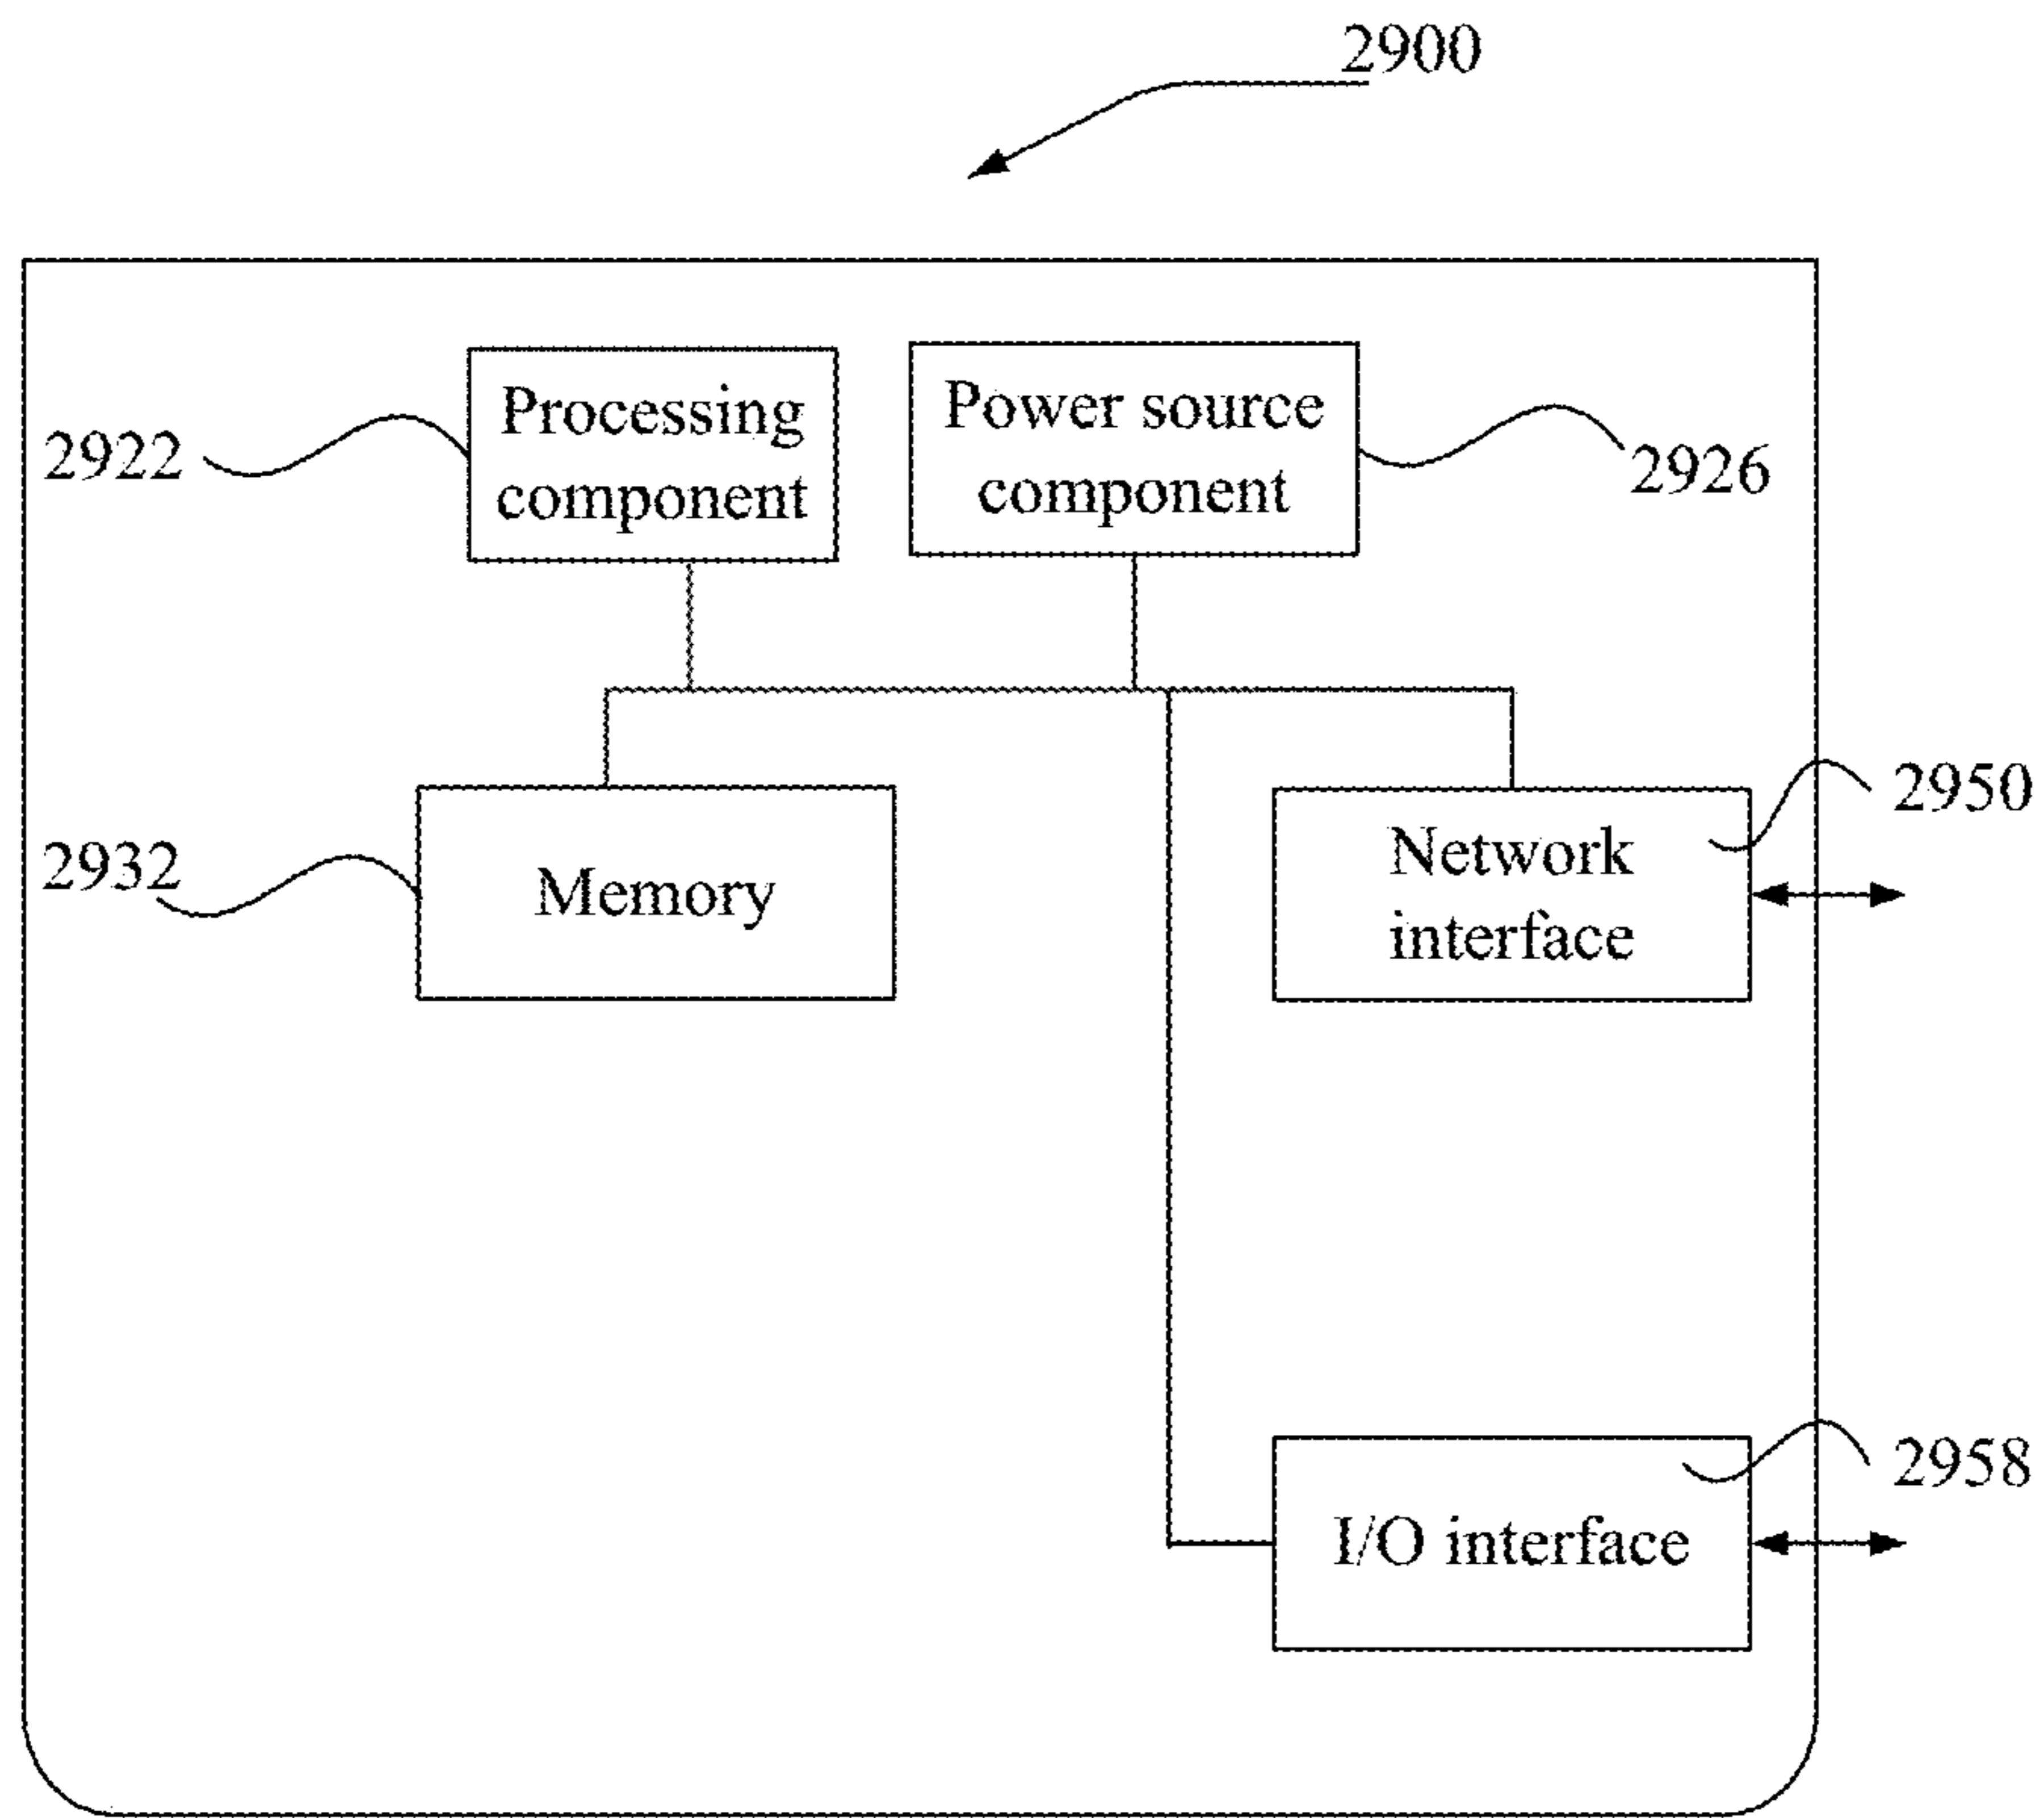 2900
Processing
component
2922
Power source
component
2926
Memory
2932
Network
interface
2950
I/O interface
2958